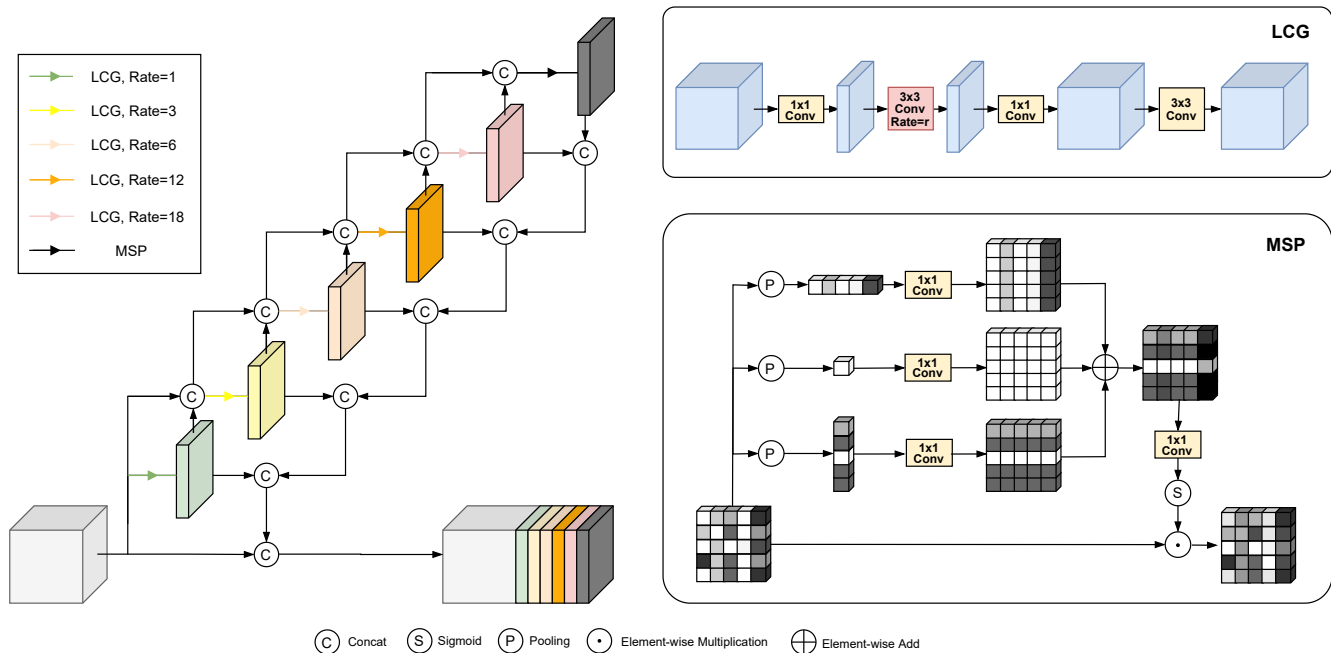 LCG, Rate=1
LCG, Rate=3
LCG, Rate=6
LCG, Rate=12
LCG, Rate=18
MSP
C
C
C
C
C
C
C
C
C
C
C
LCG
1x1
Conv
3x3
Conv
Rate=r
1x1
Conv
3x3
Conv
MSP
P
1x1
Conv
P
1x1
Conv
P
1x1
Conv
1x1
Conv
S
C Concat
S Sigmoid
P Pooling
Element-wise Multiplication
Element-wise Add